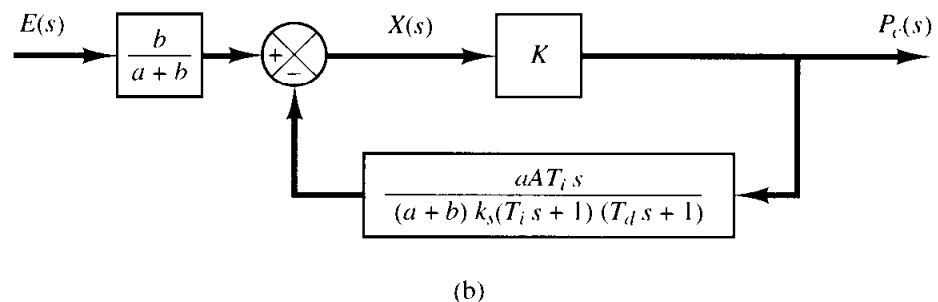 E(s)
X(s)
P_c(s)
b
a + b
+
−
K
aAT_i s
(a + b) k_s(T_i s + 1) (T_d s + 1)
(b)